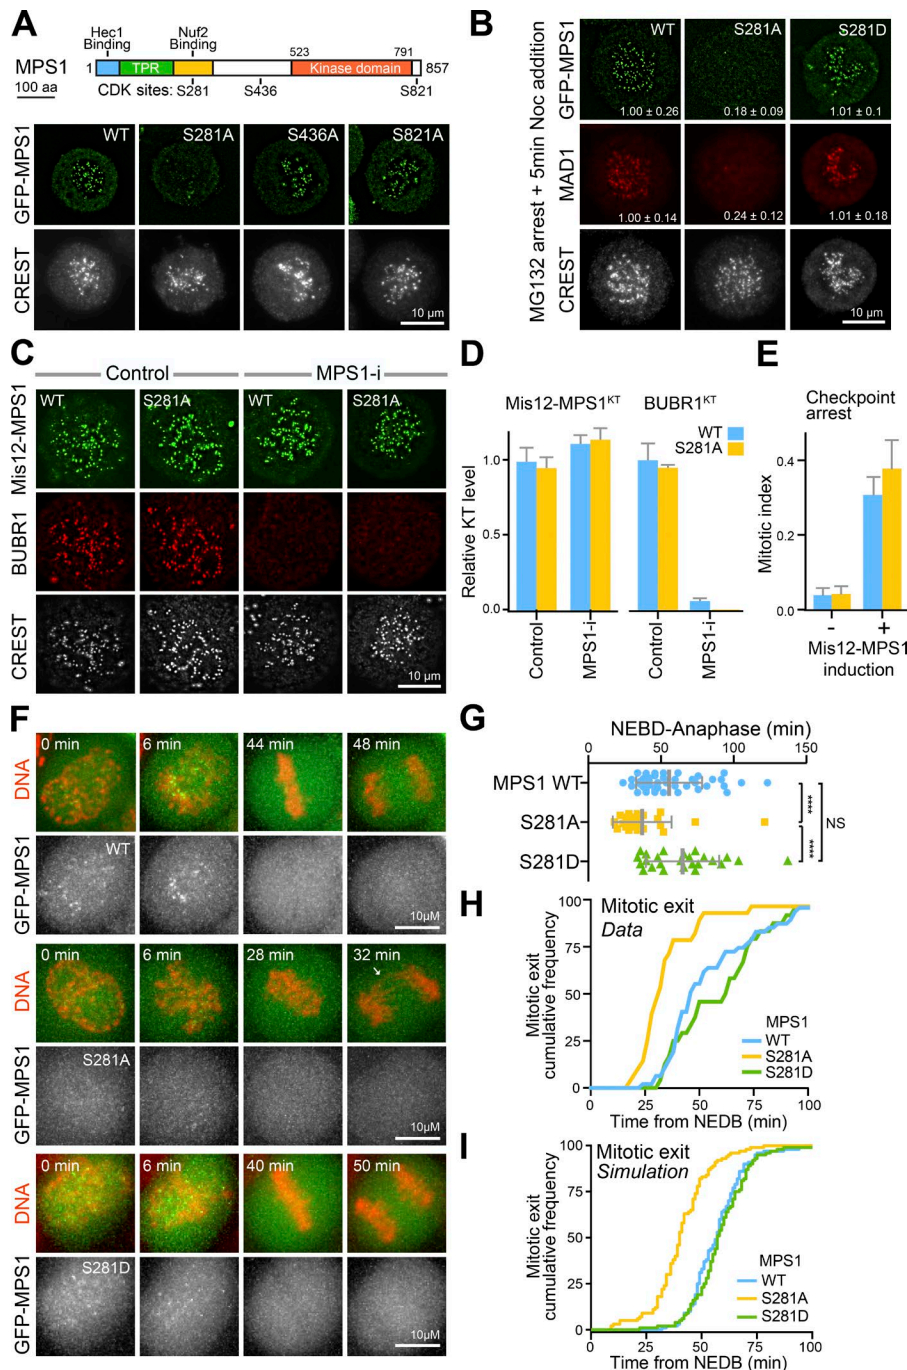 A
Hec1
Binding
Nuf2
Binding
523
791
MPS1
1
TPR
Kinase domain
857
100 aa
CDK sites:
S281
S436
S821
GFP-MPS1
WT
S281A
S436A
S821A
CREST
10 µm
B
MG132 arrest + 5min Noc addition
GFP-MPS1
WT
S281A
S281D
1.00 ± 0.26
0.18 ± 0.09
1.01 ± 0.1
MAD1
1.00 ± 0.14
0.24 ± 0.12
1.01 ± 0.18
CREST
10 µm
C
Control
MPS1-i
Mis12-MPS1
WT
S281A
WT
S281A
BUBR1
CREST
10 µm
D
Mis12-MPS1KT
BUBR1KT
WT
S281A
Relative KT level
1.0
0.5
0.0
Control
MPS1-i
Control
MPS1-i
E
Checkpoint
arrest
Mitotic index
0.4
0.2
0.0
-
+
Mis12-MPS1
induction
F
DNA
0 min
6 min
44 min
48 min
GFP-MPS1
WT
10µM
DNA
0 min
6 min
28 min
32 min
GFP-MPS1
S281A
10µM
DNA
0 min
6 min
40 min
50 min
GFP-MPS1
S281D
10µM
G
NEBD-Anaphase (min)
0
50
100
150
MPS1 WT
S281A
S281D
****
****
NS
H
Mitotic exit
Data
Mitotic exit
cumulative frequency
100
75
50
25
0
MPS1
WT
S281A
S281D
0
25
50
75
100
Time from NEDB (min)
I
Mitotic exit
Simulation
Mitotic exit
cumulative frequency
100
75
50
25
0
MPS1
WT
S281A
S281D
0
25
50
75
100
Time from NEBD (min)